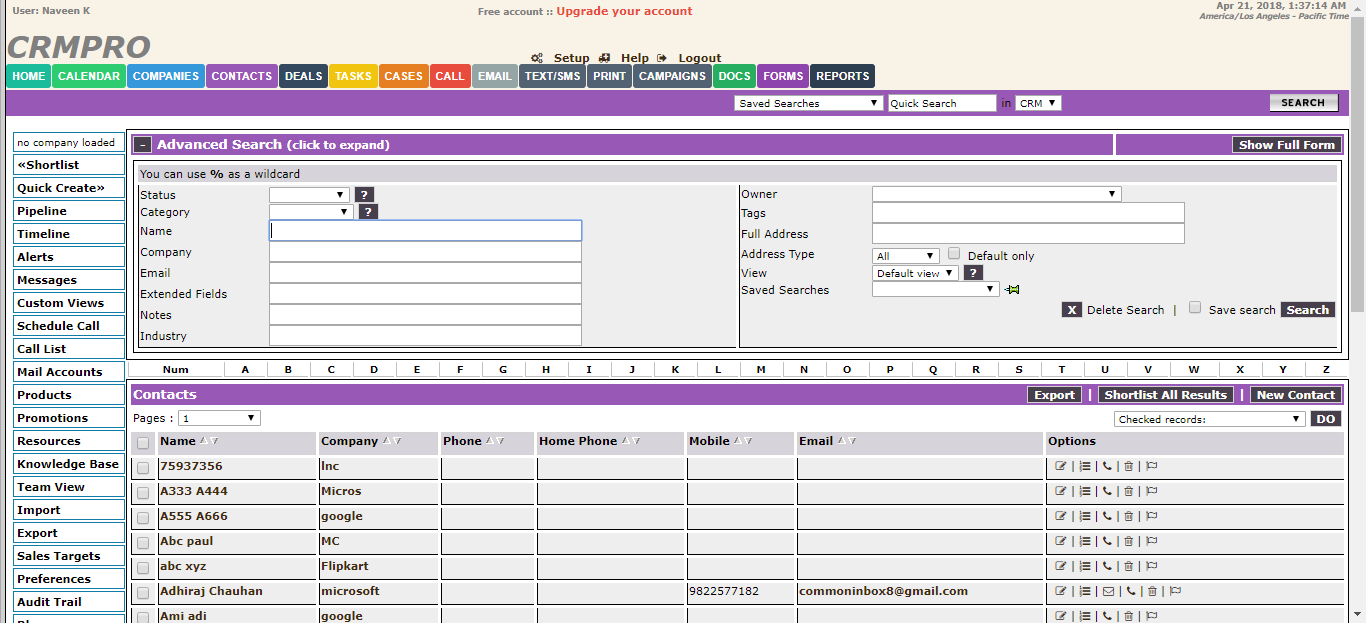 User: Naveen K
Free account :: Upgrade your account
Apr 21, 2018, 1:37:14 AM
America/Los Angeles - Pacific Time
CRMPRO
Setup Help Logout
HOME CALENDAR COMPANIES CONTACTS DEALS TASKS CASES CALL EMAIL TEXT/SMS PRINT CAMPAIGNS DOCS FORMS REPORTS
Saved Searches Quick Search in CRM SEARCH
no company loaded
«Shortlist
Quick Create»
Pipeline
Timeline
Alerts
Messages
Custom Views
Schedule Call
Call List
Mail Accounts
Products
Promotions
Resources
Knowledge Base
Team View
Import
Export
Sales Targets
Preferences
Audit Trail
- Advanced Search (click to expand) Show Full Form
You can use % as a wildcard
Status ?
Category ?
Name
Company
Email
Extended Fields
Notes
Industry
Owner
Tags
Full Address
Address Type All Default only
View Default view ?
Saved Searches
X Delete Search | Save search Search
Num A B C D E F G H I J K L M N O P Q R S T U V W X Y Z
Contacts Export | Shortlist All Results | New Contact
Pages : 1 Checked records: DO
Name Company Phone Home Phone Mobile Email Options
75937356 Inc
A333 A444 Micros
A555 A666 google
Abc paul MC
abc xyz Flipkart
Adhiraj Chauhan microsoft 9822577182 commoninbox8@gmail.com
Ami adi google